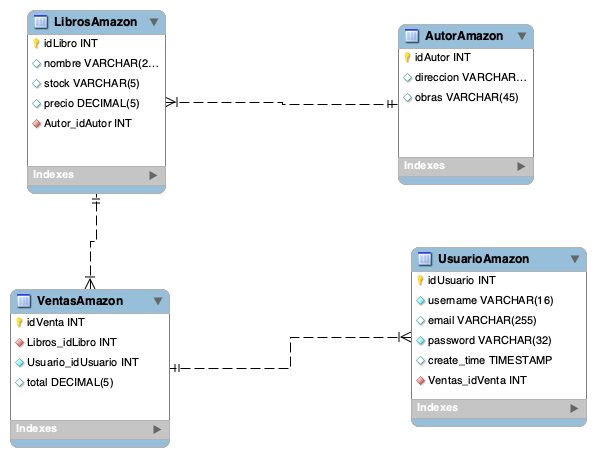 LibrosAmazon
idLibro INT
nombre VARCHAR(2...
stock VARCHAR(5)
precio DECIMAL(5)
Autor_idAutor INT
Indexes
AutorAmazon
idAutor INT
direccion VARCHAR...
obras VARCHAR(45)
Indexes
VentasAmazon
idVenta INT
Libros_idLibro INT
Usuario_idUsuario INT
total DECIMAL(5)
Indexes
UsuarioAmazon
idUsuario INT
username VARCHAR(16)
email VARCHAR(255)
password VARCHAR(32)
create_time TIMESTAMP
Ventas_idVenta INT
Indexes